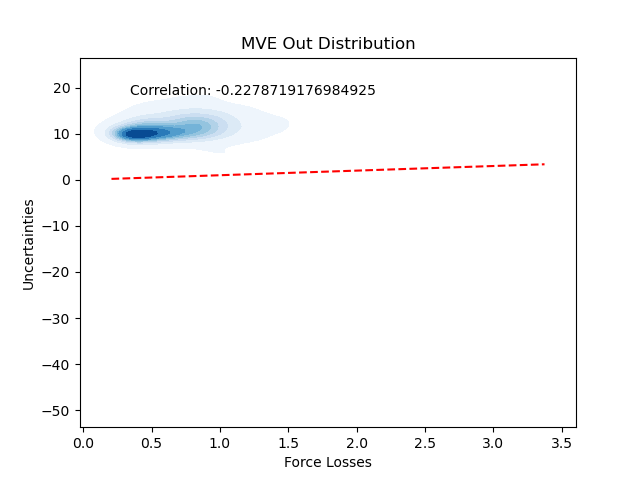 MVE Out Distribution
Correlation: -0.2278719176984925
Uncertainties
20
10
0
−10
−20
−30
−40
−50
0.0 0.5 1.0 1.5 2.0 2.5 3.0 3.5
Force Losses